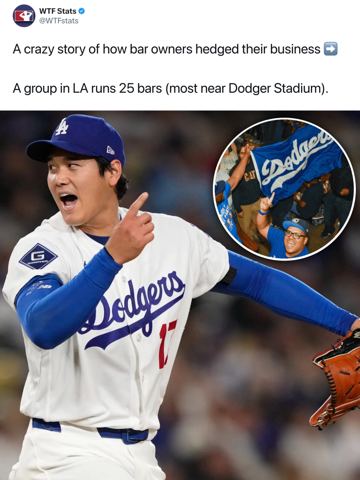 WTF Stats
@WTFstats
A crazy story of how bar owners hedged their business ➡️
A group in LA runs 25 bars (most near Dodger Stadium).
Dodgers
LA
G
Dodgers
17